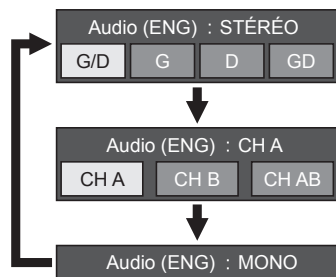 Audio (ENG) : STÉRÉO
G/D G D GD
Audio (ENG) : CH A
CH A CH B CH AB
Audio (ENG) : MONO